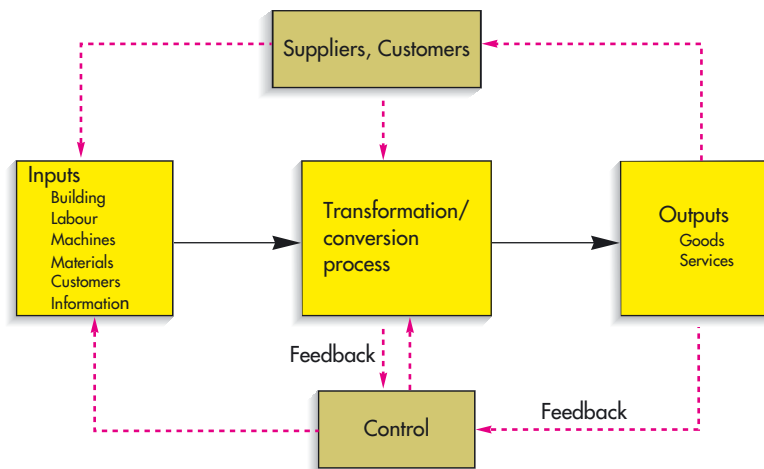 Suppliers, Customers
Inputs
Building
Labour
Machines
Materials
Customers
Information
Transformation/
conversion
process
Outputs
Goods
Services
Feedback
Feedback
Control